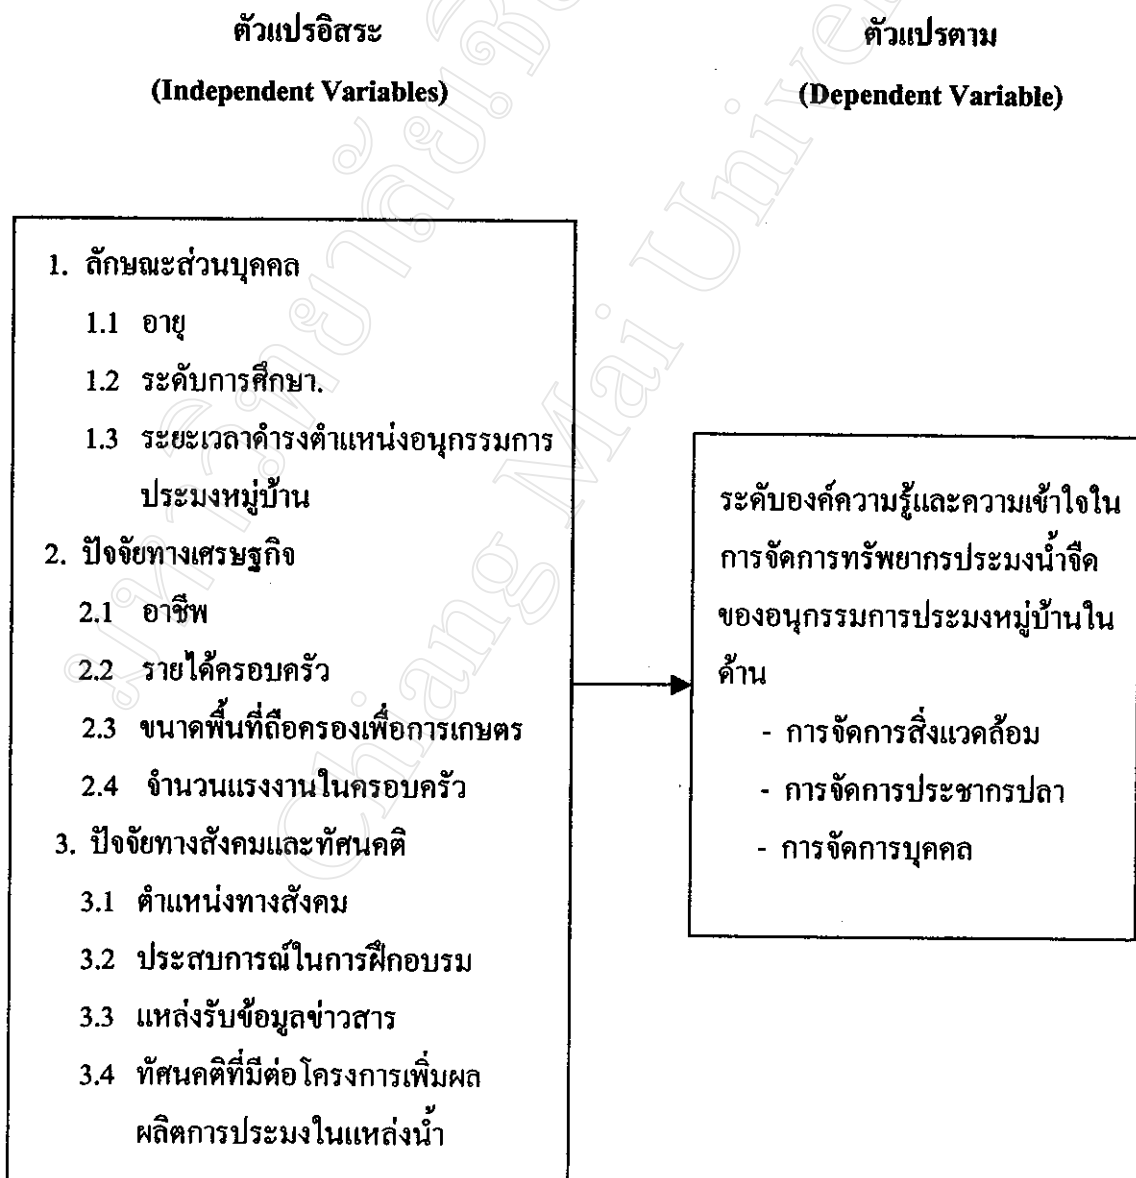 ตัวแปรอิสระ
(Independent Variables)
ตัวแปรตาม
(Dependent Variable)
1. ลักษณะส่วนบุคคล
1.1 อายุ
1.2 ระดับการศึกษา.
1.3 ระยะเวลาดำรงตำแหน่งอนุกรรมการ
ประมงหมู่บ้าน
2. ปัจจัยทางเศรษฐกิจ
2.1 อาชีพ
2.2 รายได้ครอบครัว
2.3 ขนาดพื้นที่ถือครองเพื่อการเกษตร
2.4 จำนวนแรงงานในครอบครัว
3. ปัจจัยทางสังคมและทัศนคติ
3.1 ตำแหน่งทางสังคม
3.2 ประสบการณ์ในการฝึกอบรม
3.3 แหล่งรับข้อมูลข่าวสาร
3.4 ทัศนคติที่มีต่อโครงการเพิ่มผล
ผลิตการประมงในแหล่งน้ำ
ระดับองค์ความรู้และความเข้าใจใน
การจัดการทรัพยากรประมงน้ำจืด
ของอนุกรรมการประมงหมู่บ้านใน
ด้าน
- การจัดการสิ่งแวดล้อม
- การจัดการประชากรปลา
- การจัดการบุคคล
มหาวิทยาลัยเชี
Chiang Mai Univer